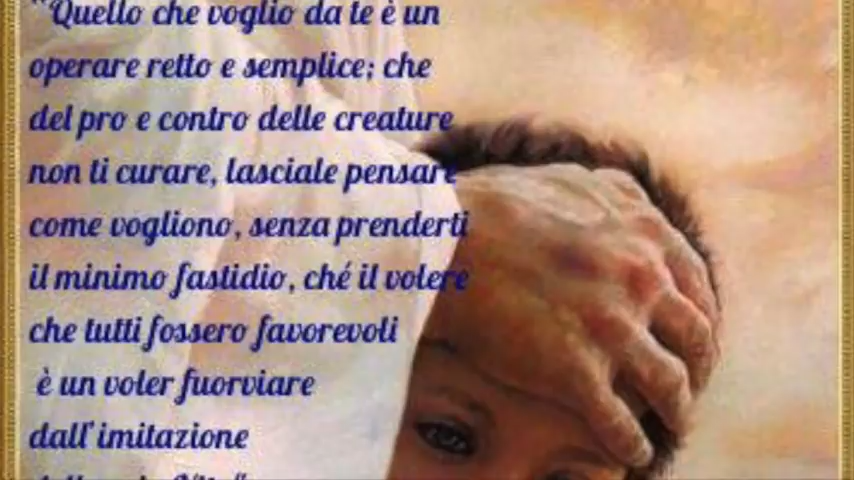 "Quello che voglio da te è un
operare retto e semplice; che
del pro e contro delle creature
non ti curare, lasciale pensare
come vogliono, senza prenderti
il minimo fastidio, ché il volere
che tutti fossero favorevoli
è un voler fuorviare
dall'imitazione